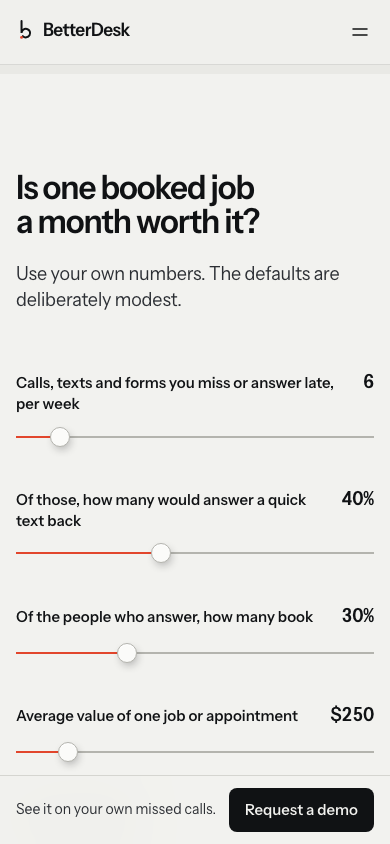 BetterDesk
Is one booked job
a month worth it?
Use your own numbers. The defaults are
deliberately modest.
Calls, texts and forms you miss or answer late, 6
per week
Of those, how many would answer a quick 40%
text back
Of the people who answer, how many book 30%
Average value of one job or appointment $250
See it on your own missed calls. Request a demo